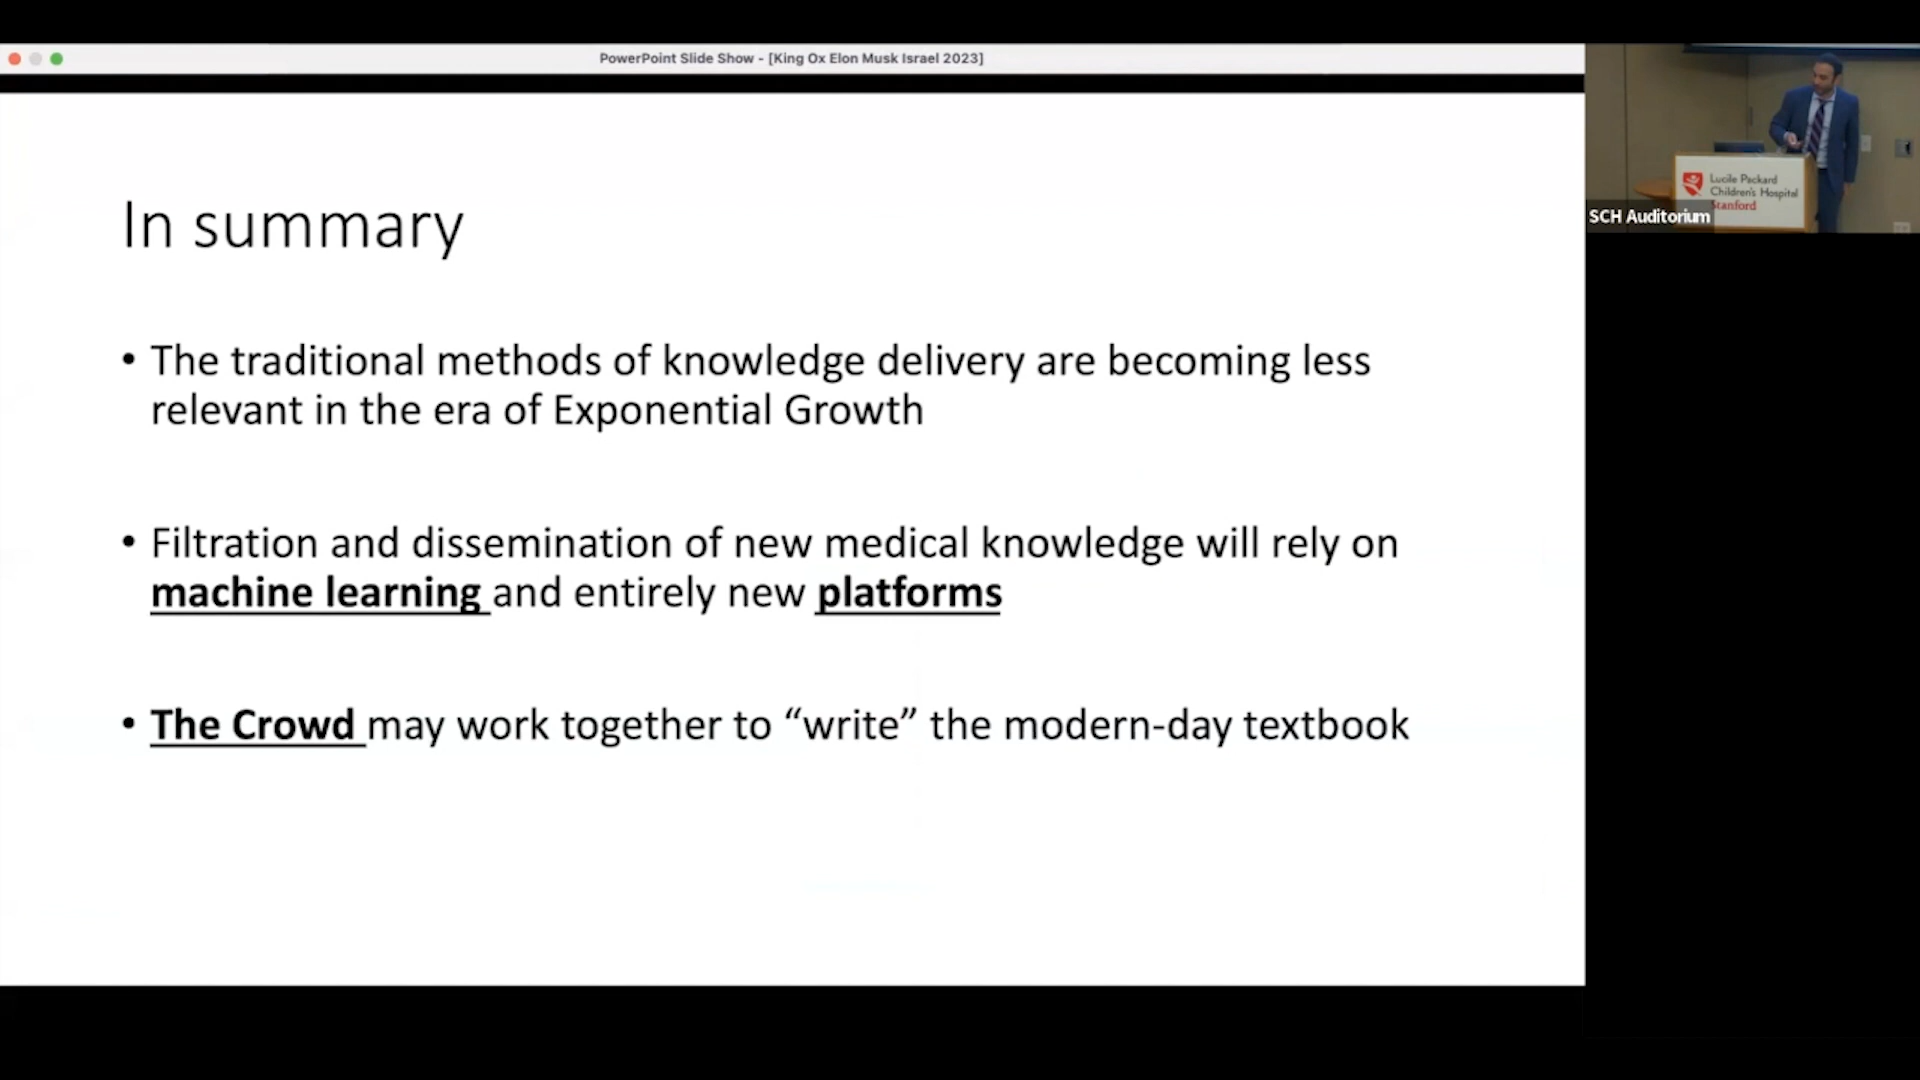 PowerPoint Slide Show - [King Ox Elon Musk Israel 2023]
In summary
• The traditional methods of knowledge delivery are becoming less
relevant in the era of Exponential Growth
• Filtration and dissemination of new medical knowledge will rely on
machine learning and entirely new platforms
• The Crowd may work together to “write” the modern-day textbook
Lucile Packard
Children's Hospital
Stanford
SCH Auditorium